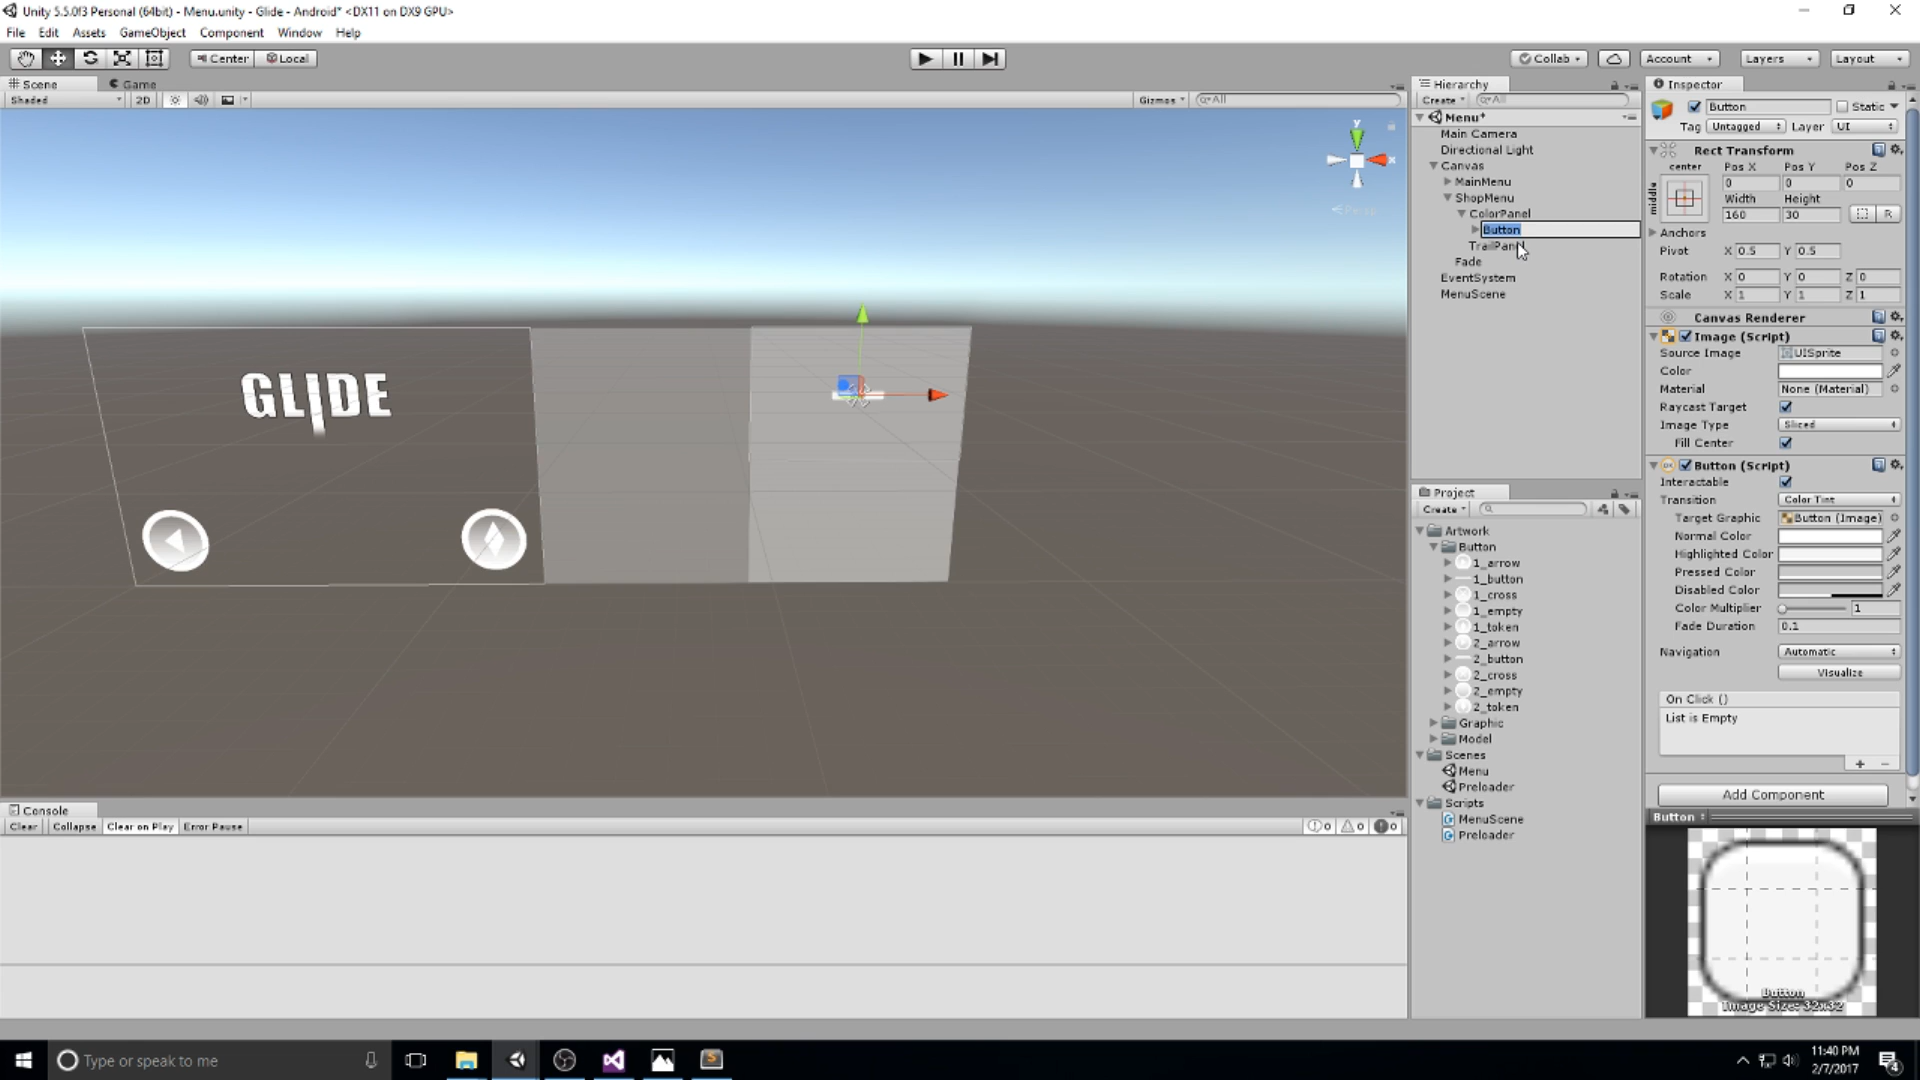 Unity 5.5.0f3 Personal (64bit) - Menu.unity - Glide - Android* <DX11 on DX9 GPU>
File Edit Assets GameObject Component Window Help
Center Local
Collab Account Layers Layout
Scene Game
Shaded 2D Gizmos All
Hierarchy
Create All
Menu*
Main Camera
Directional Light
Canvas
MainMenu
ShopMenu
ColorPanel
Button
TrailPanel
Fade
EventSystem
MenuScene
y
x
Persp
GLIDE
Project
Create
Artwork
Button
1_arrow
1_button
1_cross
1_empty
1_token
2_arrow
2_button
2_cross
2_empty
2_token
Graphic
Model
Scenes
Menu
Preloader
Scripts
MenuScene
Preloader
Inspector
Button Static
Tag Untagged Layer UI
Rect Transform
center Pos X Pos Y Pos Z
middle 0 0 0
Width Height
160 30 R
Anchors
Pivot X 0.5 Y 0.5
Rotation X 0 Y 0 Z 0
Scale X 1 Y 1 Z 1
Canvas Renderer
Image (Script)
Source Image UISprite
Color
Material None (Material)
Raycast Target
Image Type Sliced
Fill Center
Button (Script)
Interactable
Transition Color Tint
Target Graphic Button (Image)
Normal Color
Highlighted Color
Pressed Color
Disabled Color
Color Multiplier 1
Fade Duration 0.1
Navigation Automatic
Visualize
On Click ()
List is Empty
+ -
Add Component
Button
Button
Image Size: 32x32
Console
Clear Collapse Clear on Play Error Pause 0 0 0
Type or speak to me
11:40 PM
2/7/2017
4